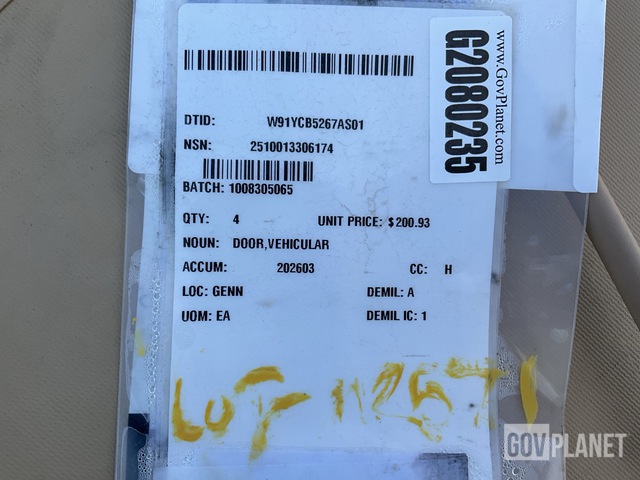 www.GovPlanet.com
G2080235
DTID: W91YCB5267AS01
NSN: 2510013306174
BATCH: 1008305065
QTY: 4 UNIT PRICE: $200.93
NOUN: DOOR,VEHICULAR
ACCUM: 202603 CC: H
LOC: GENN DEMIL: A
UOM: EA DEMIL IC: 1
LOT
GOVPLANET